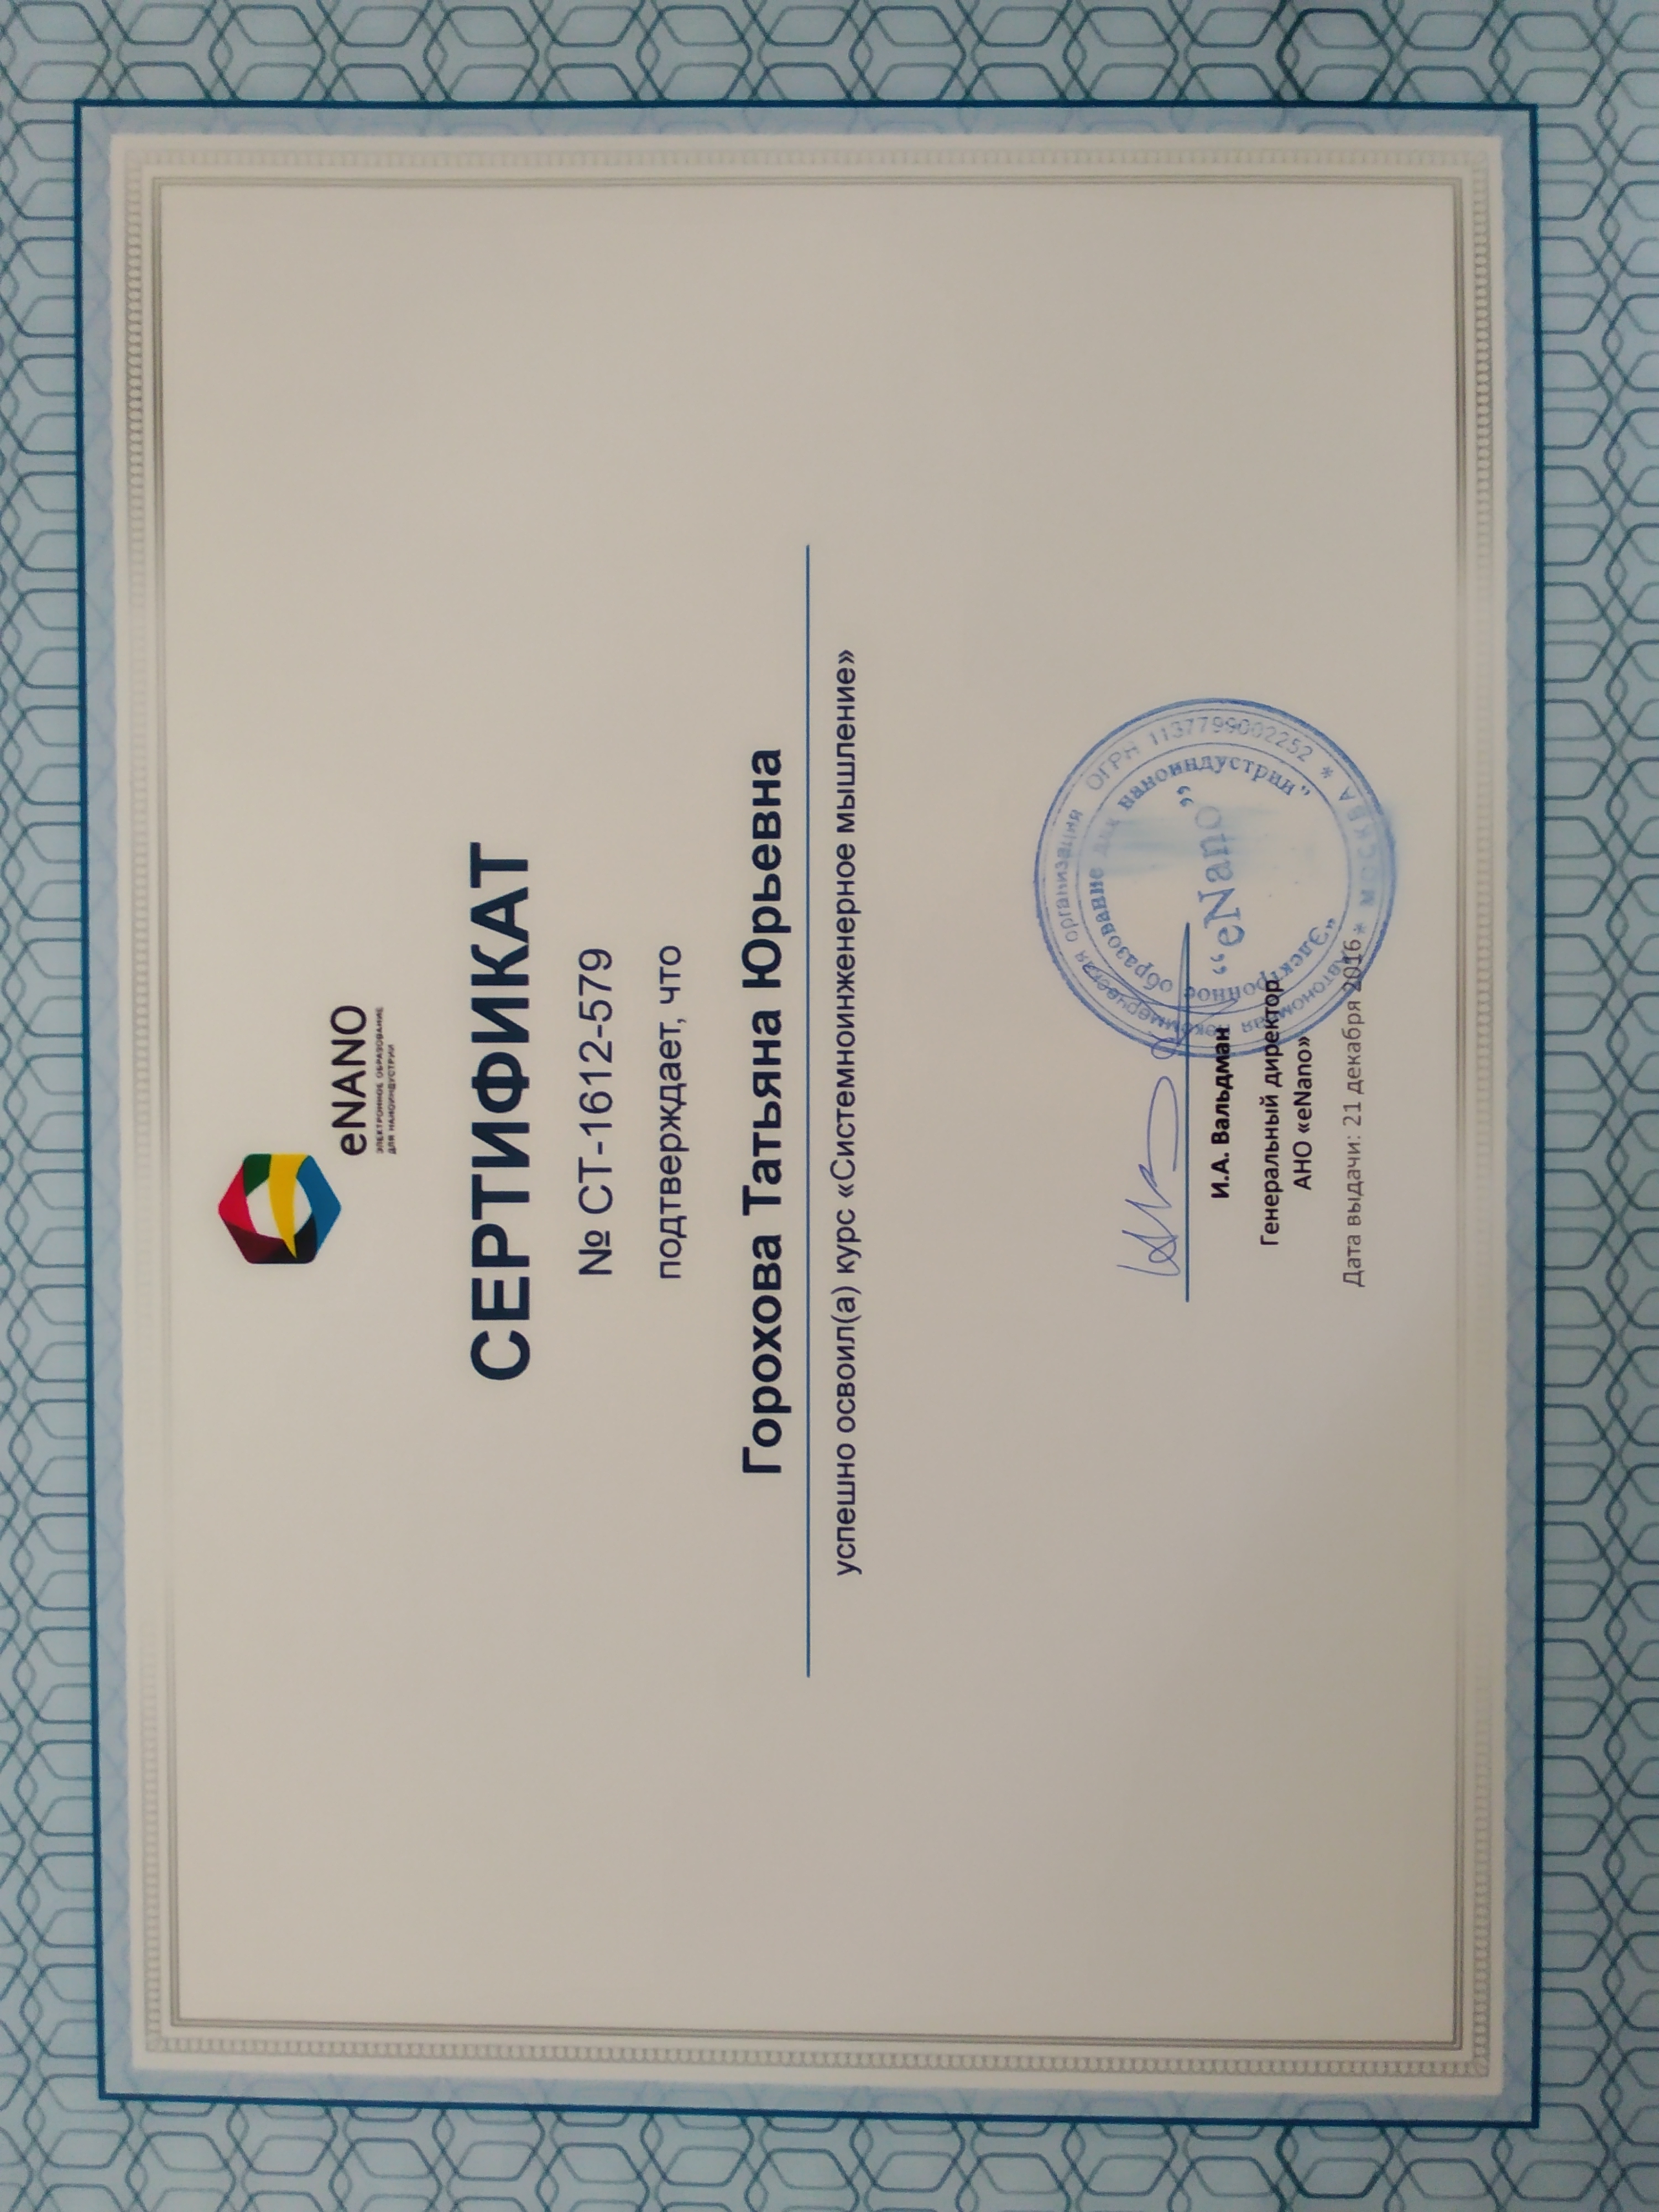 eNANO
ЭЛЕКТРОННОЕ ОБРАЗОВАНИЕ
ДЛЯ НАНОИНДУСТРИИ
СЕРТИФИКАТ
№ СТ-1612-579
подтверждает, что
Горохова Татьяна Юрьевна
успешно освоил(а) курс «Системноинженерное мышление»
И.А. Вальдман
Генеральный директор
АНО «eNano»
Дата выдачи: 21 декабря 2016
Автономная некоммерческая организация ОГРН 1137799002252
* МОСКВА *
“Электронное образование для наноиндустрии”
“eNano”